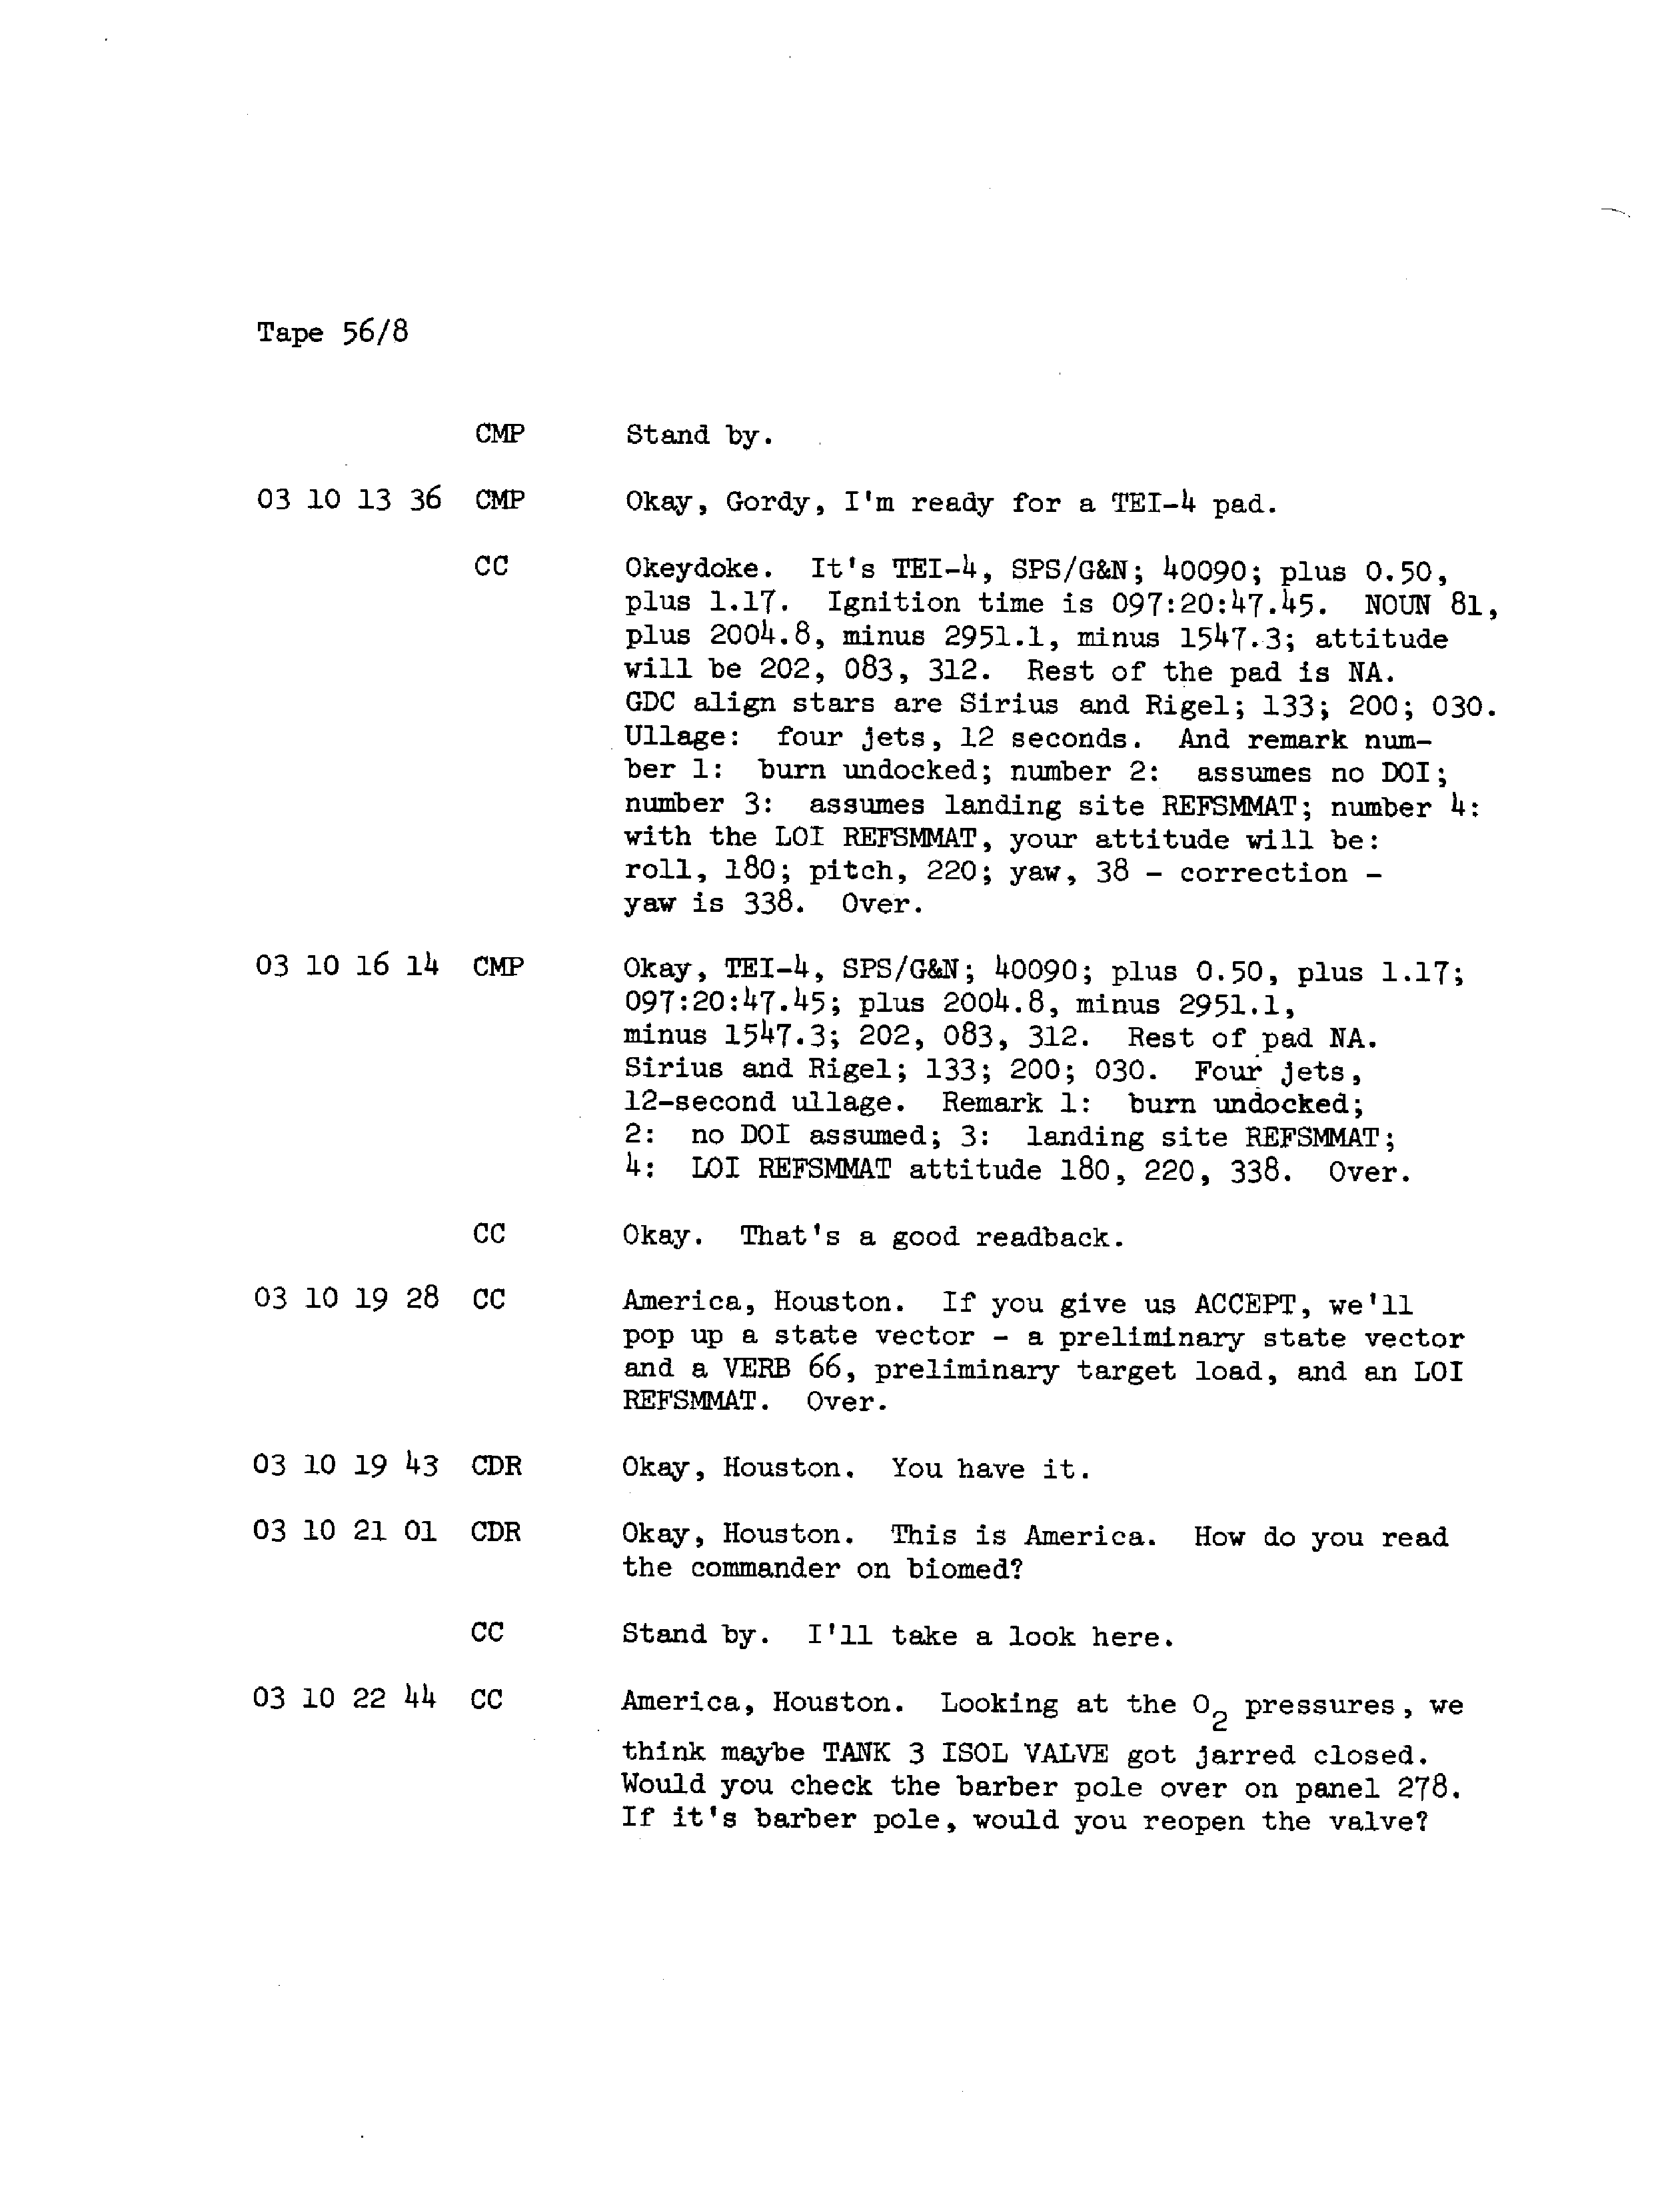 Tape 56/8
CMP Stand by.
03 10 13 36 CMP Okay, Gordy, I'm ready for a TEI-4 pad.
CC Okeydoke. It's TEI-4, SPS/G&N; 40090; plus 0.50,
plus 1.17. Ignition time is 097:20:47.45. NOUN 81,
plus 2004.8, minus 2951.1, minus 1547.3; attitude
will be 202, 083, 312. Rest of the pad is NA.
GDC align stars are Sirius and Rigel; 133; 200; 030.
Ullage: four jets, 12 seconds. And remark num-
ber 1: burn undocked; number 2: assumes no DOI;
number 3: assumes landing site REFSMMAT; number 4:
with the LOI REFSMMAT, your attitude will be:
roll, 180; pitch, 220; yaw, 38 - correction -
yaw is 338. Over.
03 10 16 14 CMP Okay, TEI-4, SPS/G&N; 40090; plus 0.50, plus 1.17;
097:20:47.45; plus 2004.8, minus 2951.1,
minus 1547.3; 202, 083, 312. Rest of pad NA.
Sirius and Rigel; 133; 200; 030. Four jets,
12-second ullage. Remark 1: burn undocked;
2: no DOI assumed; 3: landing site REFSMMAT;
4: LOI REFSMMAT attitude 180, 220, 338. Over.
CC Okay. That's a good readback.
03 10 19 28 CC America, Houston. If you give us ACCEPT, we'll
pop up a state vector - a preliminary state vector
and a VERB 66, preliminary target load, and an LOI
REFSMMAT. Over.
03 10 19 43 CDR Okay, Houston. You have it.
03 10 21 01 CDR Okay, Houston. This is America. How do you read
the commander on biomed?
CC Stand by. I'll take a look here.
03 10 22 44 CC America, Houston. Looking at the O2 pressures, we
think maybe TANK 3 ISOL VALVE got jarred closed.
Would you check the barber pole over on panel 278.
If it's barber pole, would you reopen the valve?